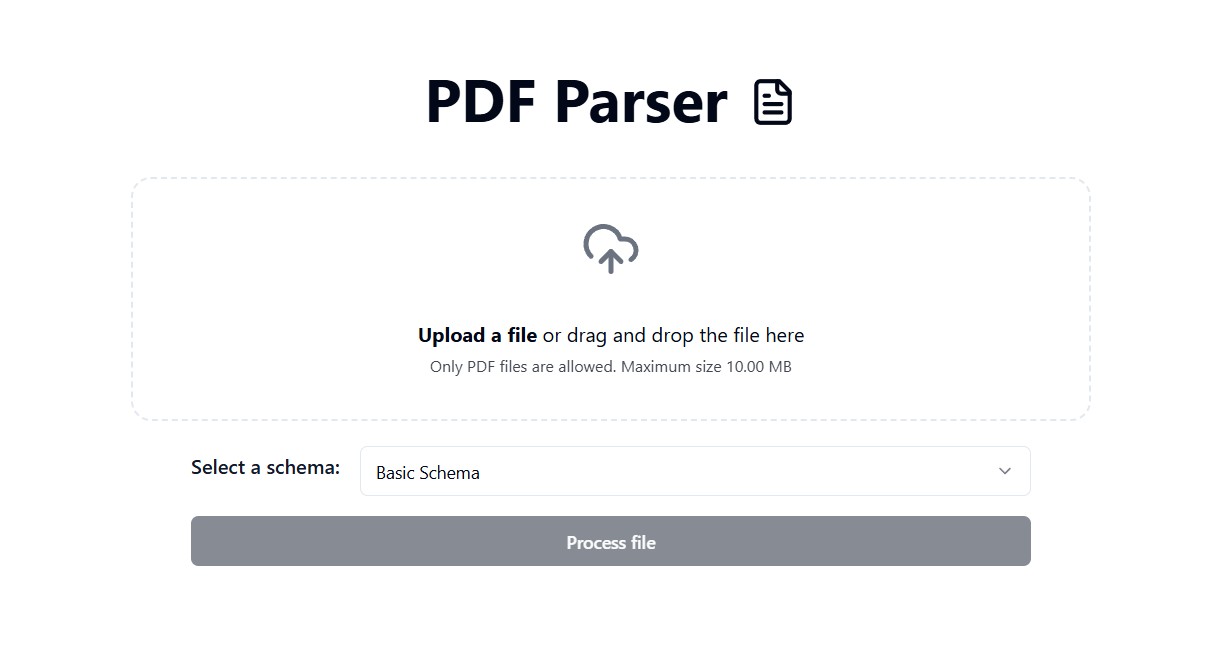 PDF Parser
Upload a file or drag and drop the file here
Only PDF files are allowed. Maximum size 10.00 MB
Select a schema: Basic Schema
Process file